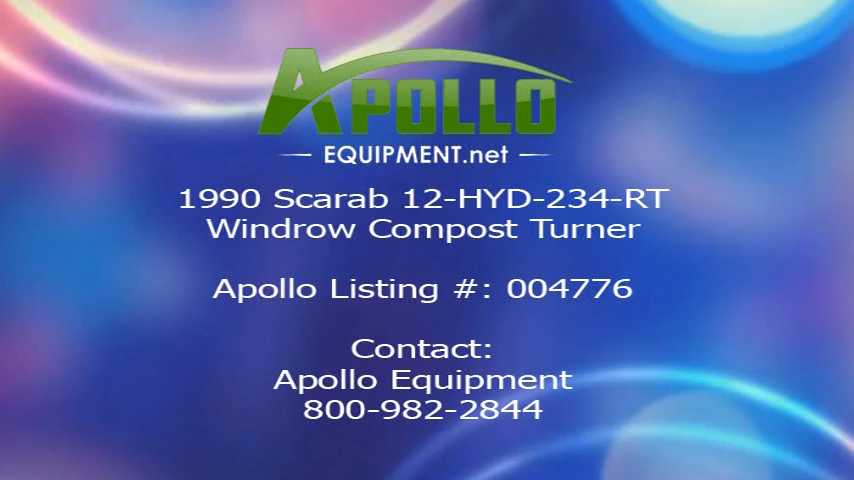 APOLLO
EQUIPMENT.net
1990 Scarab 12-HYD-234-RT
Windrow Compost Turner
Apollo Listing #: 004776
Contact:
Apollo Equipment
800-982-2844